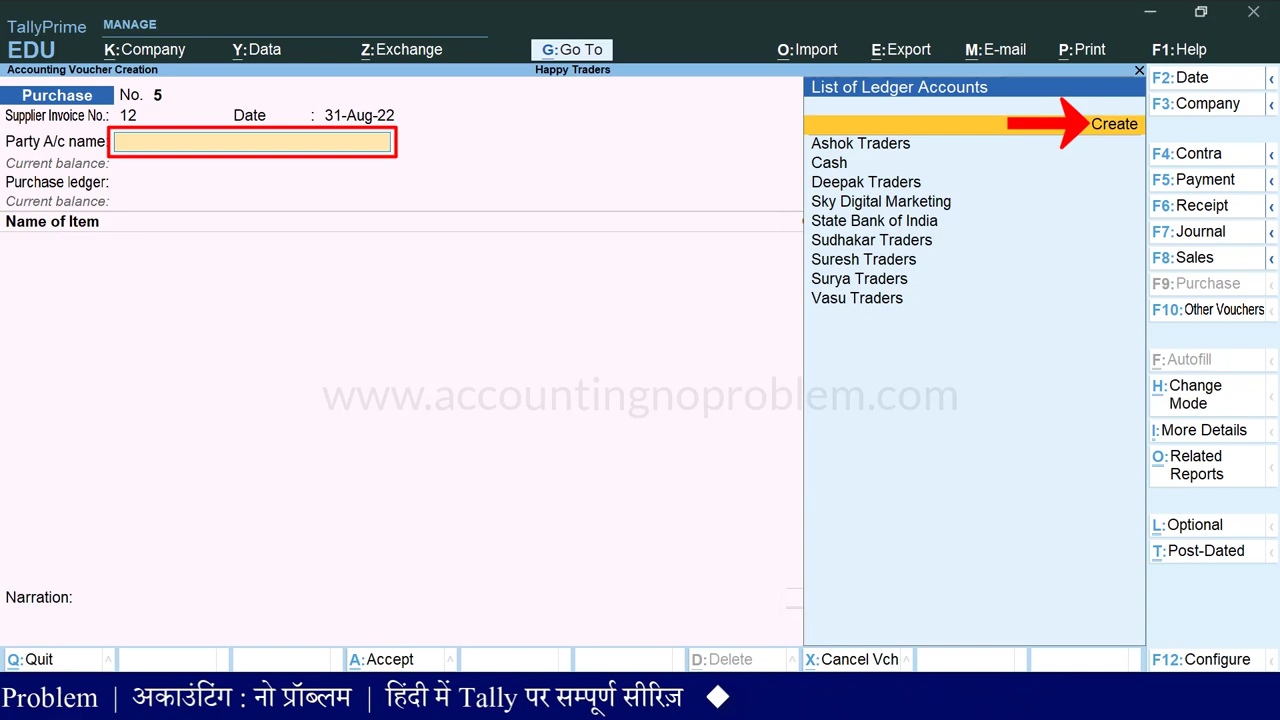 TallyPrime
EDU
MANAGE
K:Company
Y:Data
Z:Exchange
G:Go To
O:Import
E:Export
M:E-mail
P:Print
F1:Help
Accounting Voucher Creation
Happy Traders
Purchase No. 5
Supplier Invoice No.: 12 Date : 31-Aug-22
Party A/c name:
Current balance:
Purchase ledger:
Current balance:
Name of Item
Narration:
List of Ledger Accounts
Create
Ashok Traders
Cash
Deepak Traders
Sky Digital Marketing
State Bank of India
Sudhakar Traders
Suresh Traders
Surya Traders
Vasu Traders
F2:Date
F3:Company
F4:Contra
F5:Payment
F6:Receipt
F7:Journal
F8:Sales
F9:Purchase
F10:Other Vouchers
F:Autofill
H:Change
Mode
I:More Details
O:Related
Reports
L:Optional
T:Post-Dated
www.accountingnoproblem.com
Q:Quit
A:Accept
D:Delete
X:Cancel Vch
F12:Configure
Problem | अकाउंटिंग : नो प्रॉब्लम | हिंदी में Tally पर सम्पूर्ण सीरिज़ ◆